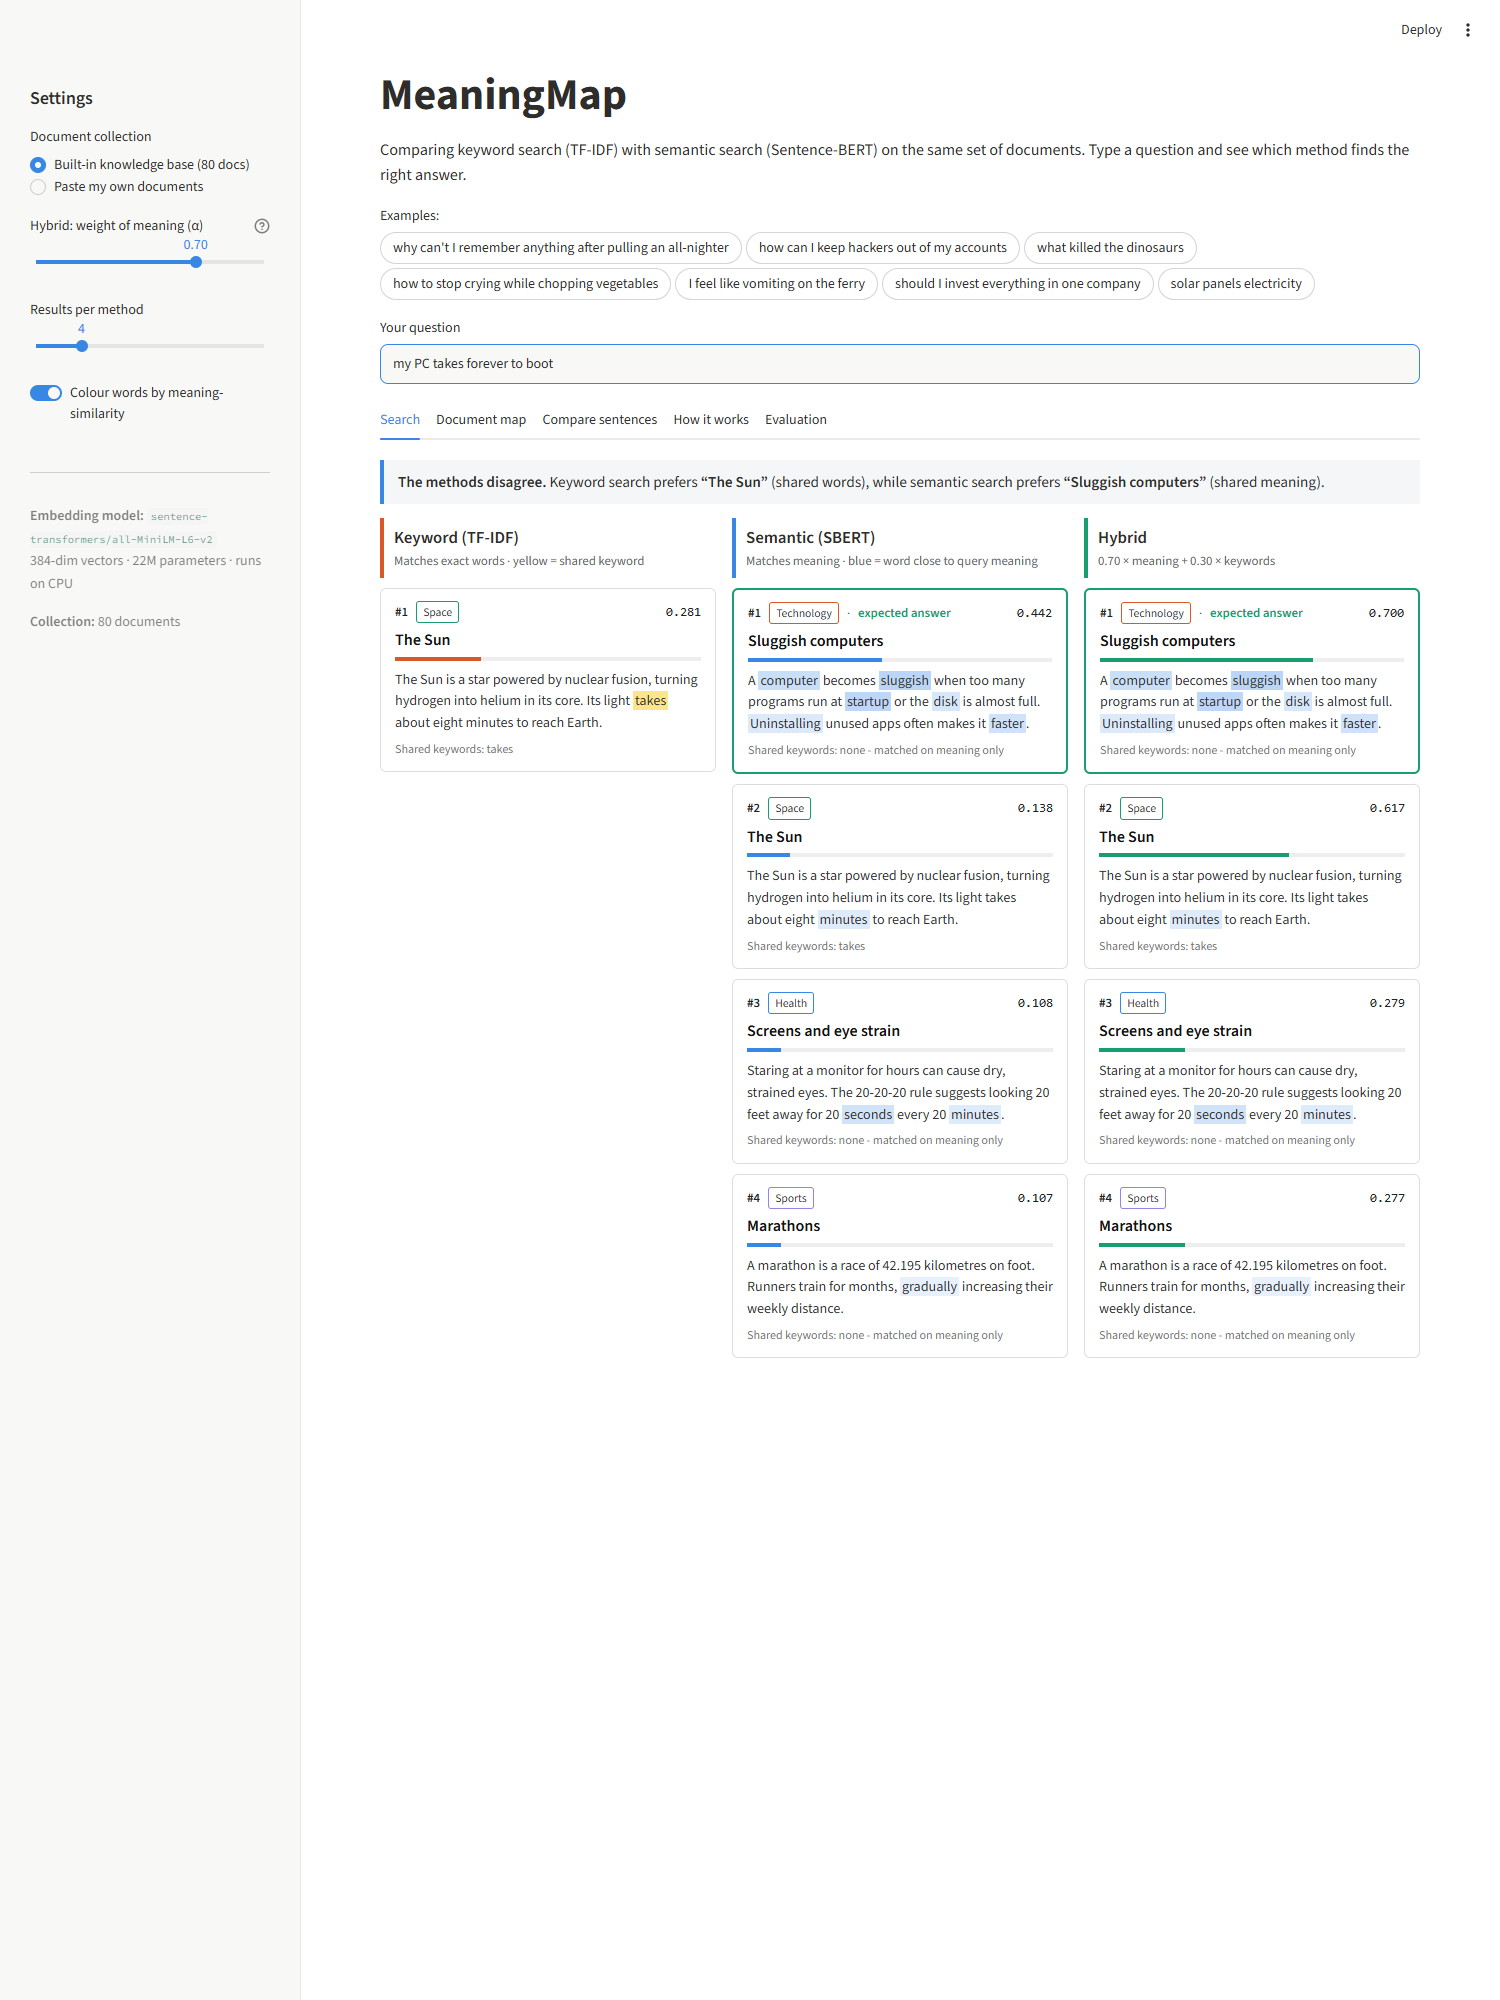 Deploy
Settings
Document collection
Built-in knowledge base (80 docs)
Paste my own documents
Hybrid: weight of meaning (α)
0.70
Results per method
4
Colour words by meaning-
similarity
Embedding model: sentence-
transformers/all-MiniLM-L6-v2
384-dim vectors · 22M parameters · runs
on CPU
Collection: 80 documents
MeaningMap
Comparing keyword search (TF-IDF) with semantic search (Sentence-BERT) on the same set of documents. Type a question and see which method finds the
right answer.
Examples:
why can't I remember anything after pulling an all-nighter
how can I keep hackers out of my accounts
what killed the dinosaurs
how to stop crying while chopping vegetables
I feel like vomiting on the ferry
should I invest everything in one company
solar panels electricity
Your question
my PC takes forever to boot
Search
Document map
Compare sentences
How it works
Evaluation
The methods disagree. Keyword search prefers “The Sun” (shared words), while semantic search prefers “Sluggish computers” (shared meaning).
Keyword (TF-IDF)
Matches exact words · yellow = shared keyword
#1 Space 0.281
The Sun
The Sun is a star powered by nuclear fusion, turning
hydrogen into helium in its core. Its light takes
about eight minutes to reach Earth.
Shared keywords: takes
Semantic (SBERT)
Matches meaning · blue = word close to query meaning
#1 Technology · expected answer 0.442
Sluggish computers
A computer becomes sluggish when too many
programs run at startup or the disk is almost full.
Uninstalling unused apps often makes it faster.
Shared keywords: none - matched on meaning only
#2 Space 0.138
The Sun
The Sun is a star powered by nuclear fusion, turning
hydrogen into helium in its core. Its light takes
about eight minutes to reach Earth.
Shared keywords: takes
#3 Health 0.108
Screens and eye strain
Staring at a monitor for hours can cause dry,
strained eyes. The 20-20-20 rule suggests looking 20
feet away for 20 seconds every 20 minutes.
Shared keywords: none - matched on meaning only
#4 Sports 0.107
Marathons
A marathon is a race of 42.195 kilometres on foot.
Runners train for months, gradually increasing their
weekly distance.
Shared keywords: none - matched on meaning only
Hybrid
0.70 × meaning + 0.30 × keywords
#1 Technology · expected answer 0.700
Sluggish computers
A computer becomes sluggish when too many
programs run at startup or the disk is almost full.
Uninstalling unused apps often makes it faster.
Shared keywords: none - matched on meaning only
#2 Space 0.617
The Sun
The Sun is a star powered by nuclear fusion, turning
hydrogen into helium in its core. Its light takes
about eight minutes to reach Earth.
Shared keywords: takes
#3 Health 0.279
Screens and eye strain
Staring at a monitor for hours can cause dry,
strained eyes. The 20-20-20 rule suggests looking 20
feet away for 20 seconds every 20 minutes.
Shared keywords: none - matched on meaning only
#4 Sports 0.277
Marathons
A marathon is a race of 42.195 kilometres on foot.
Runners train for months, gradually increasing their
weekly distance.
Shared keywords: none - matched on meaning only